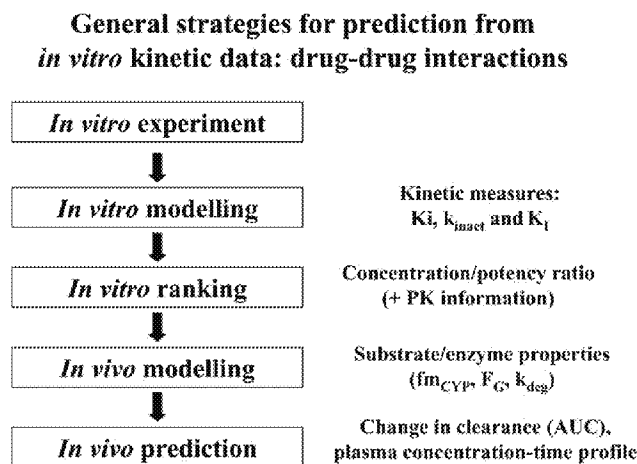 General strategies for prediction from
in vitro kinetic data: drug-drug interactions
In vitro experiment
In vitro modelling
Kinetic measures:
Ki, kinact and KI
In vitro ranking
Concentration/potency ratio
(+ PK information)
In vivo modelling
Substrate/enzyme properties
(fmCYP, FG, kdeg)
In vivo prediction
Change in clearance (AUC),
plasma concentration-time profile